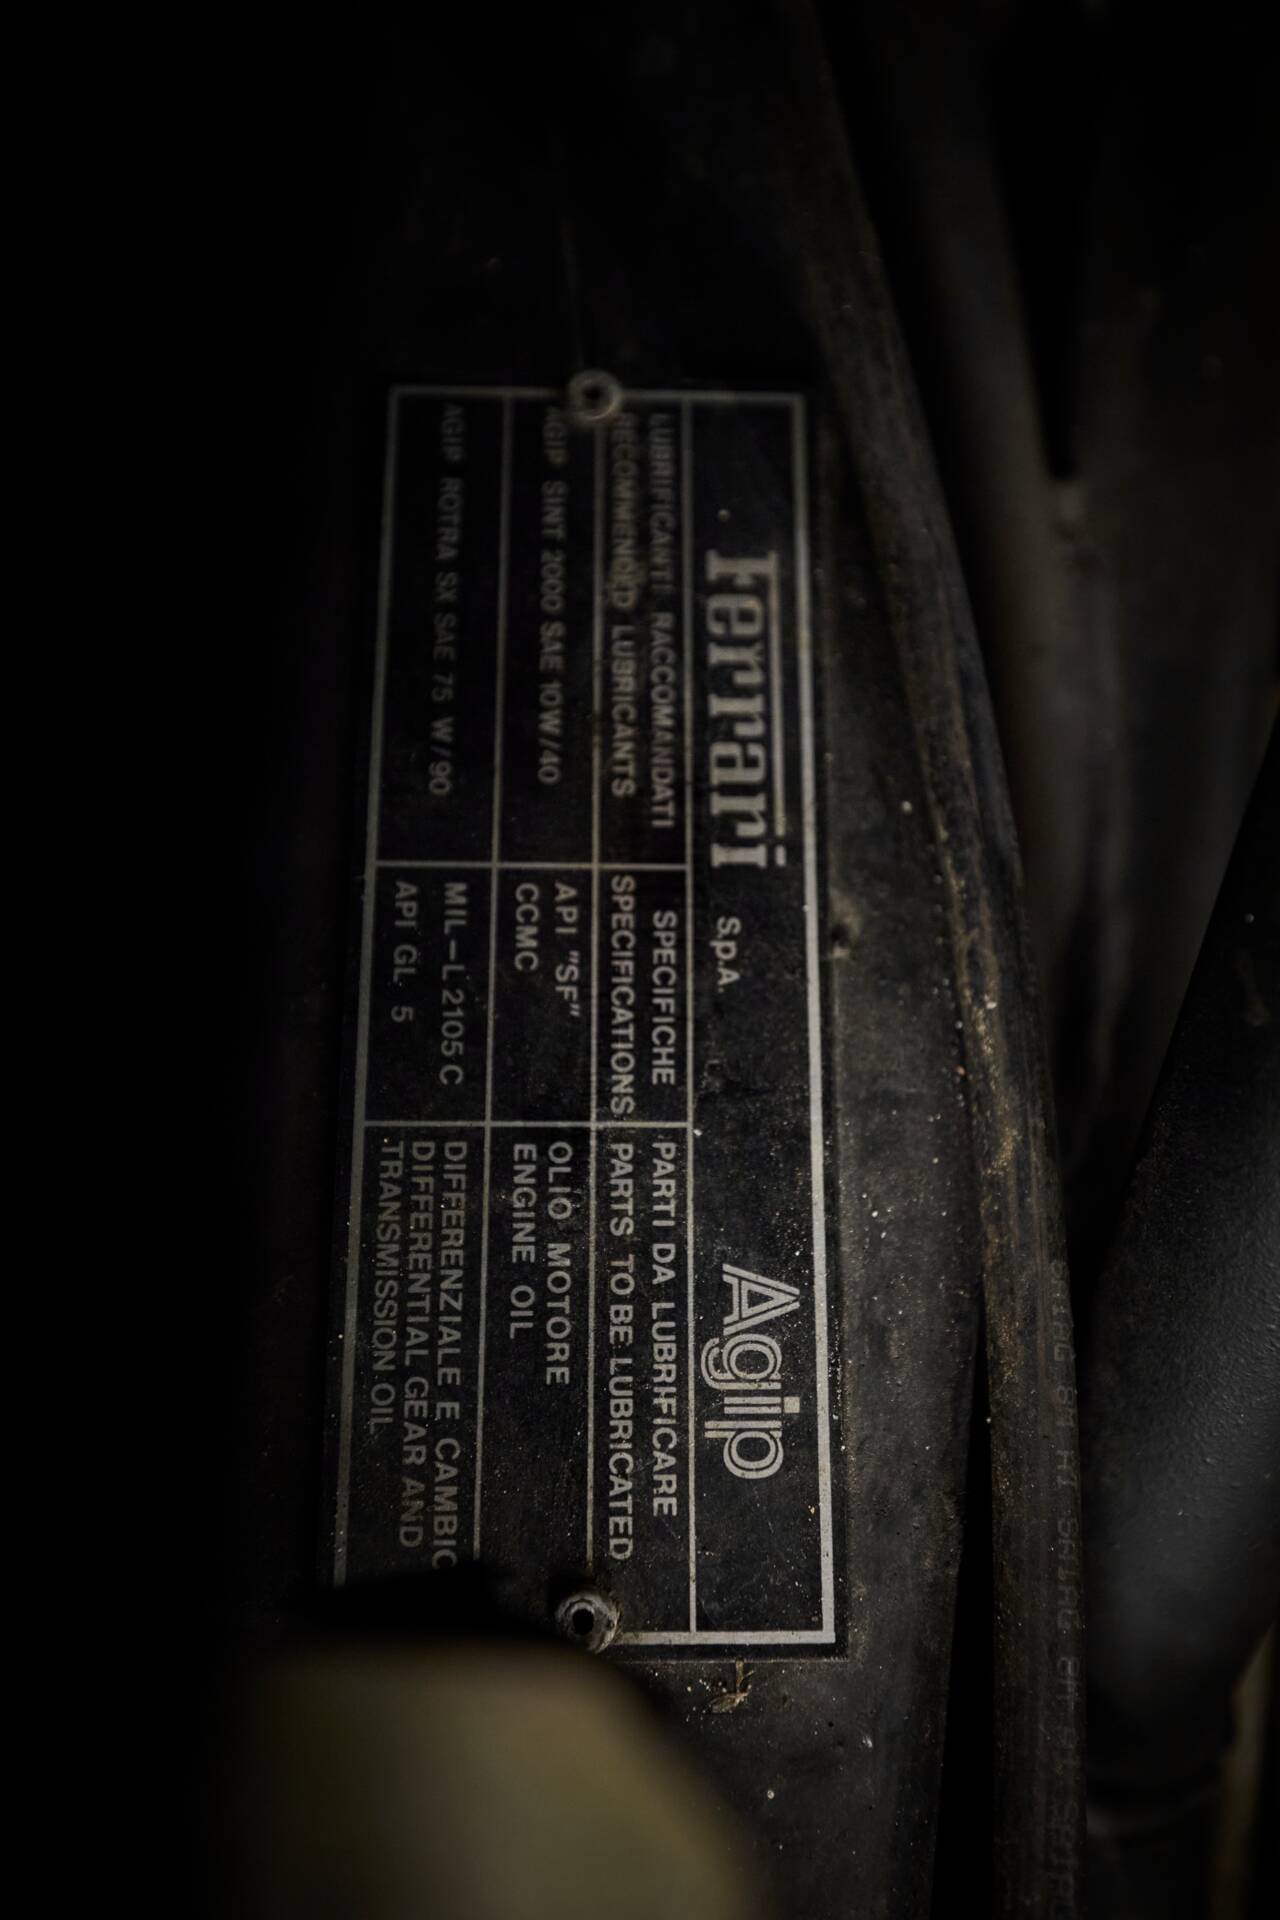 Ferrari S.p.A. Agip
LUBRIFICANTI RACCOMANDATI
RECOMMENDED LUBRICANTS
SPECIFICHE
SPECIFICATIONS
PARTI DA LUBRIFICARE
PARTS TO BE LUBRICATED
AGIP SINT 2000 SAE 10W/40
API "SF"
CCMC
OLIO MOTORE
ENGINE OIL
AGIP ROTRA SX SAE 75 W/90
MIL-L2105C
API GL 5
DIFFERENZIALE E CAMBIO
DIFFERENTIAL GEAR AND
TRANSMISSION OIL